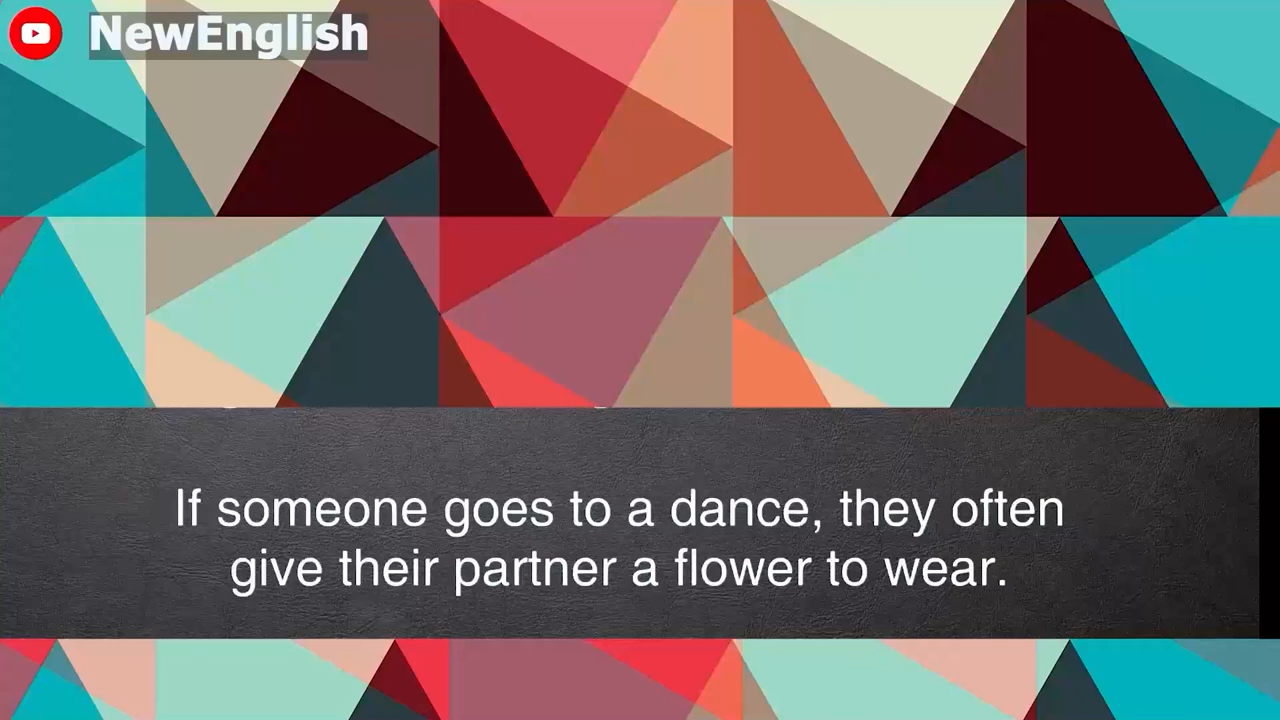 NewEnglish
If someone goes to a dance, they often
give their partner a flower to wear.